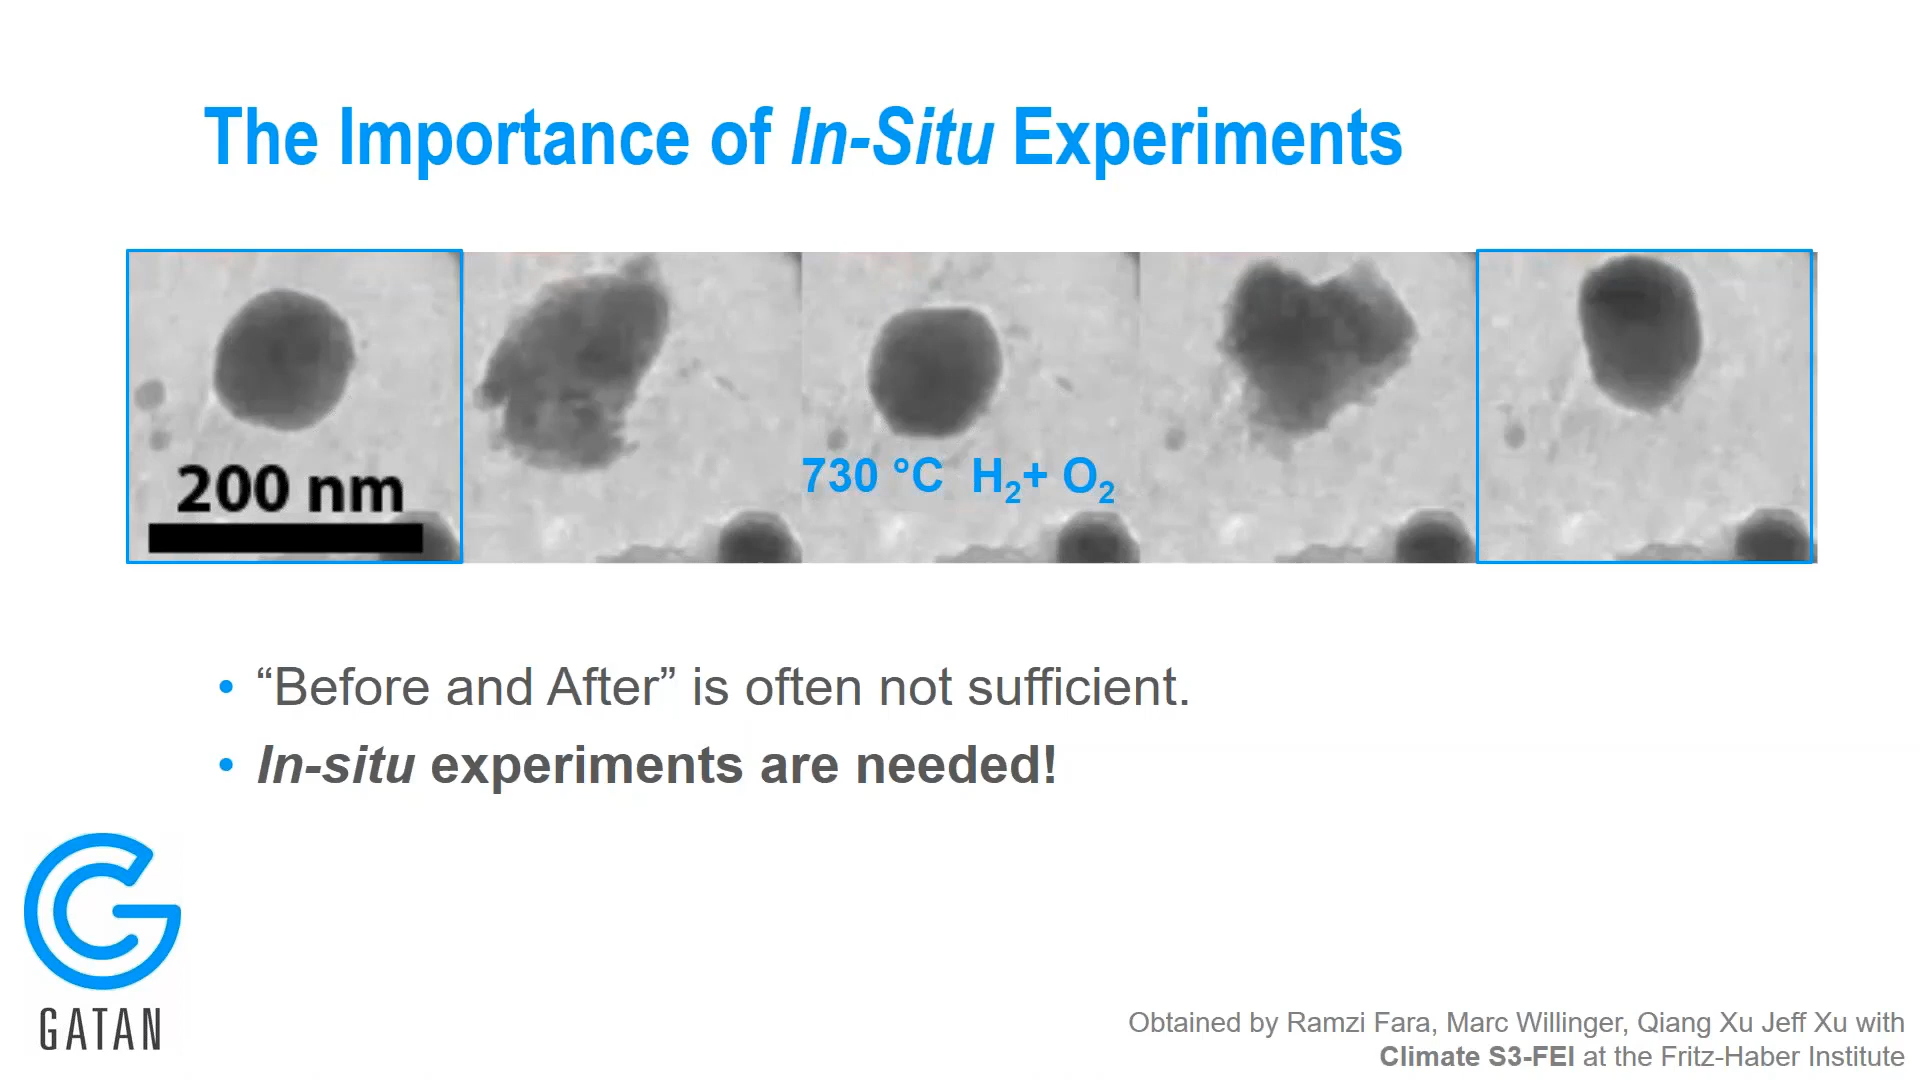 The Importance of In-Situ Experiments
200 nm
730 °C H₂+ O₂
• “Before and After” is often not sufficient.
• In-situ experiments are needed!
GATAN
Obtained by Ramzi Fara, Marc Willinger, Qiang Xu Jeff Xu with
Climate S3-FEI at the Fritz-Haber Institute